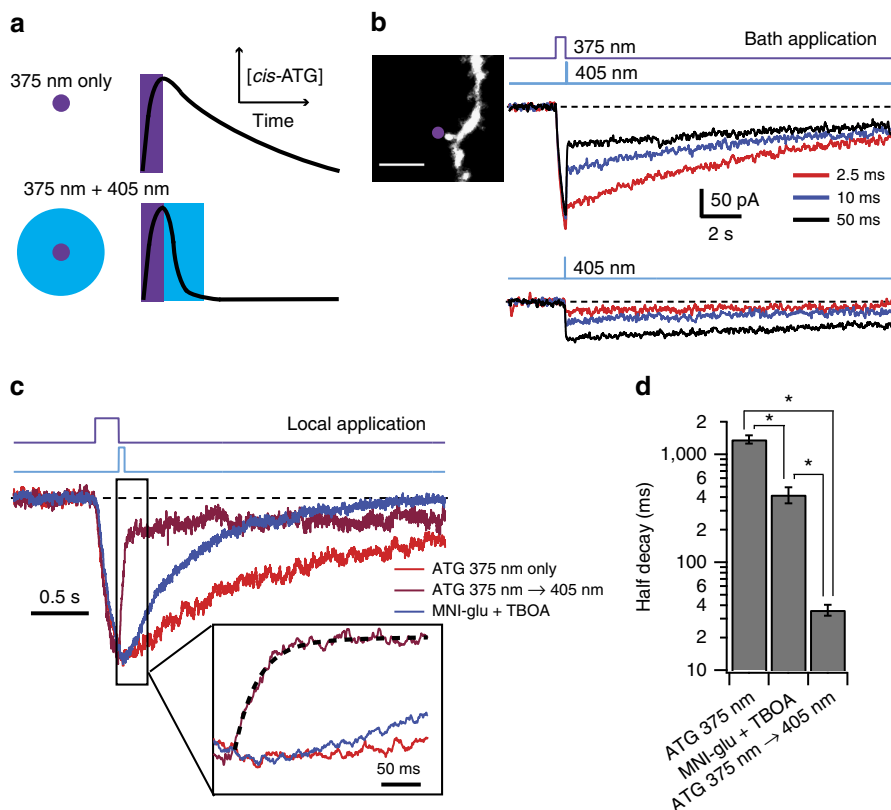 a
375 nm only
[cis-ATG]
Time
375 nm + 405 nm
b
375 nm
Bath application
405 nm
2.5 ms
10 ms
50 ms
50 pA
2 s
405 nm
c
Local application
0.5 s
ATG 375 nm only
ATG 375 nm → 405 nm
MNI-glu + TBOA
50 ms
d
* * *
Half decay (ms)
2
1,000
6
4
2
100
6
4
2
10
ATG 375 nm
MNI-glu + TBOA
ATG 375 nm → 405 nm